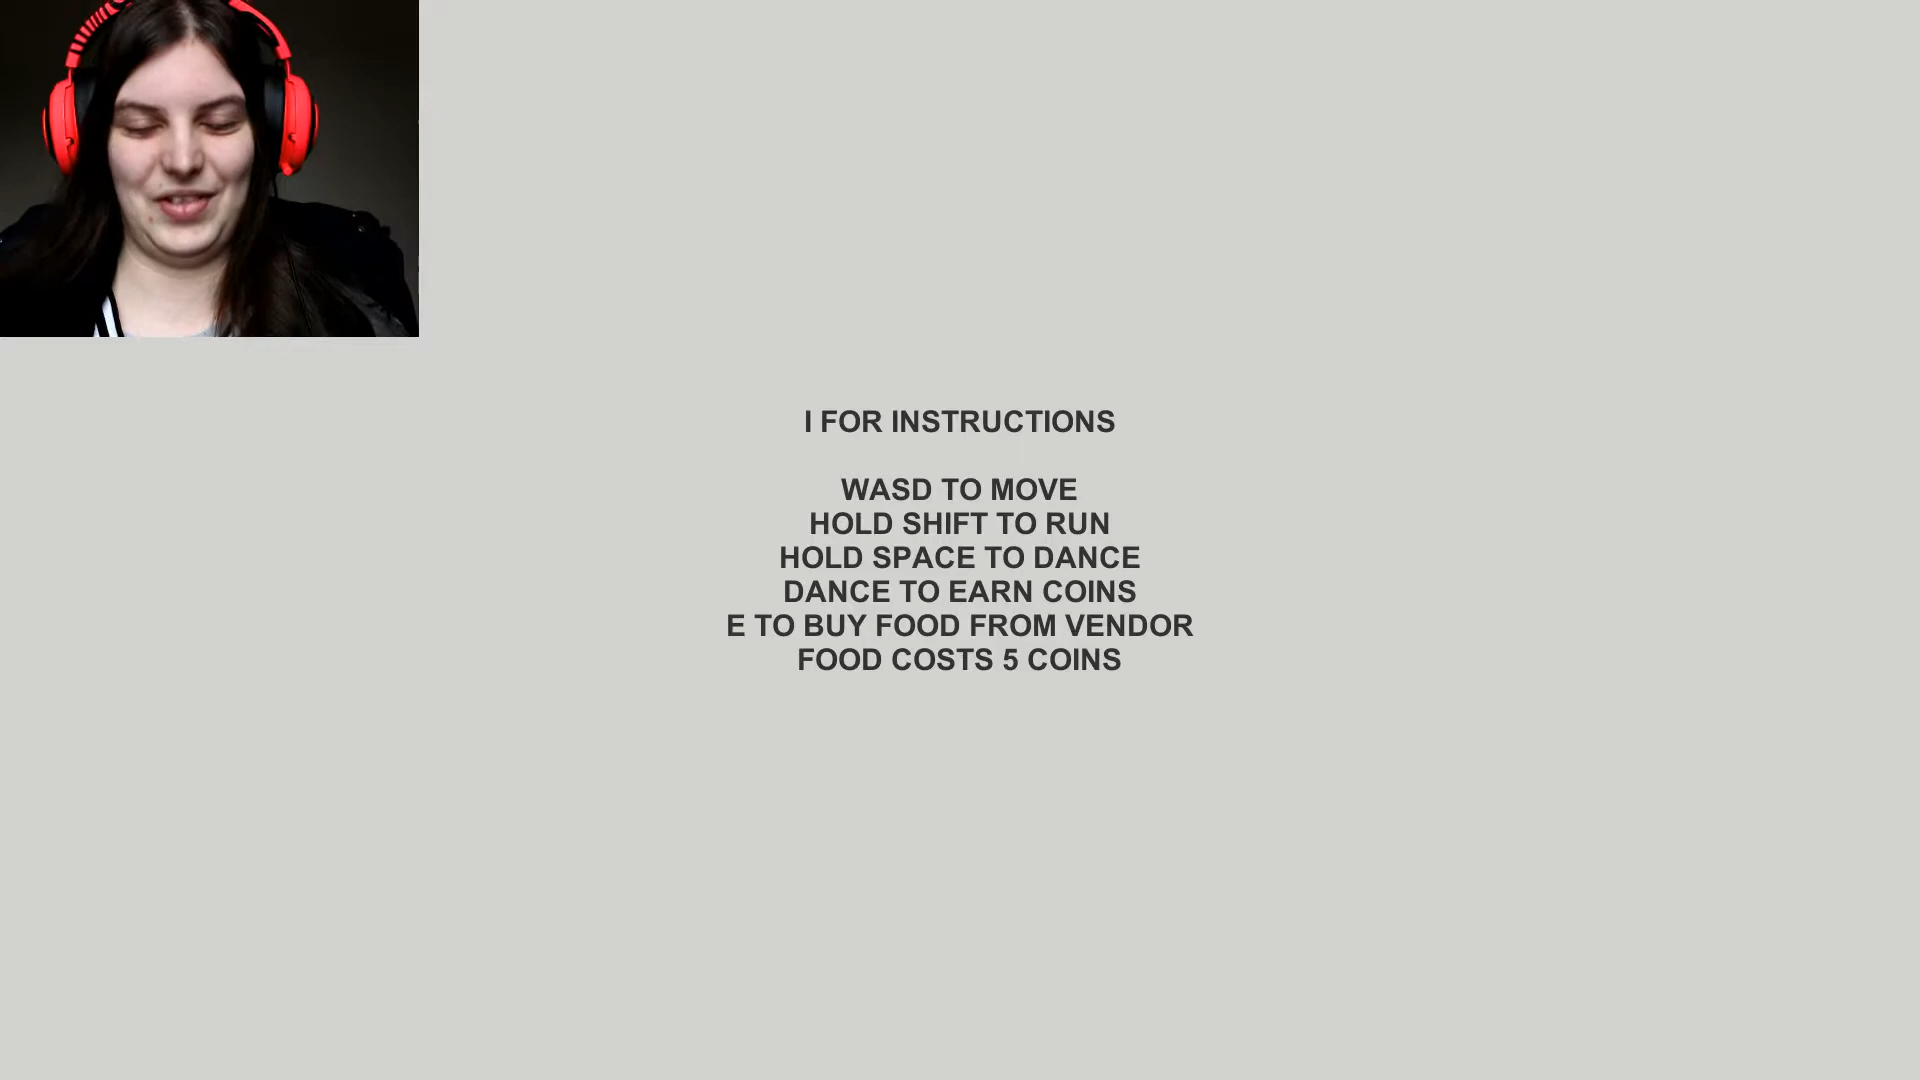 I FOR INSTRUCTIONS
WASD TO MOVE
HOLD SHIFT TO RUN
HOLD SPACE TO DANCE
DANCE TO EARN COINS
E TO BUY FOOD FROM VENDOR
FOOD COSTS 5 COINS